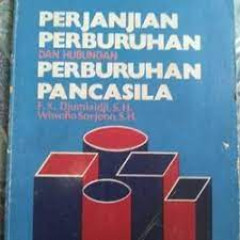 PERJANJIAN
PERBURUHAN
DAN HUBUNGAN
PERBURUHAN
PANCASILA
F. X. Djumialdji, S.H.
Wiwoho Soejono, S.H.